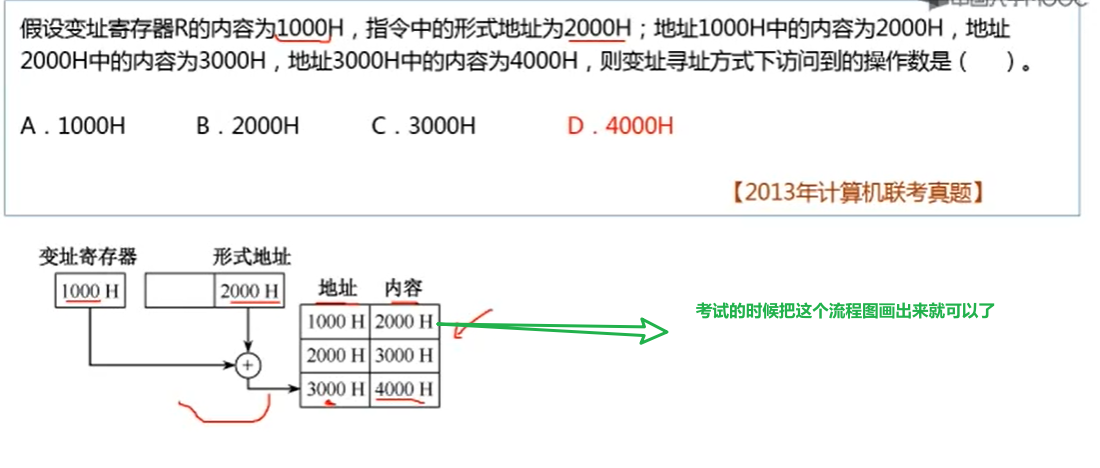 中国大学MOOC
假设变址寄存器R的内容为1000H，指令中的形式地址为2000H；地址1000H中的内容为2000H，地址
2000H中的内容为3000H，地址3000H中的内容为4000H，则变址寻址方式下访问到的操作数是（ ）。
A．1000H B．2000H C．3000H D．4000H
【2013年计算机联考真题】
变址寄存器 形式地址
1000 H 2000 H
地址 内容
1000 H 2000 H
2000 H 3000 H
3000 H 4000 H
+
考试的时候把这个流程图画出来就可以了